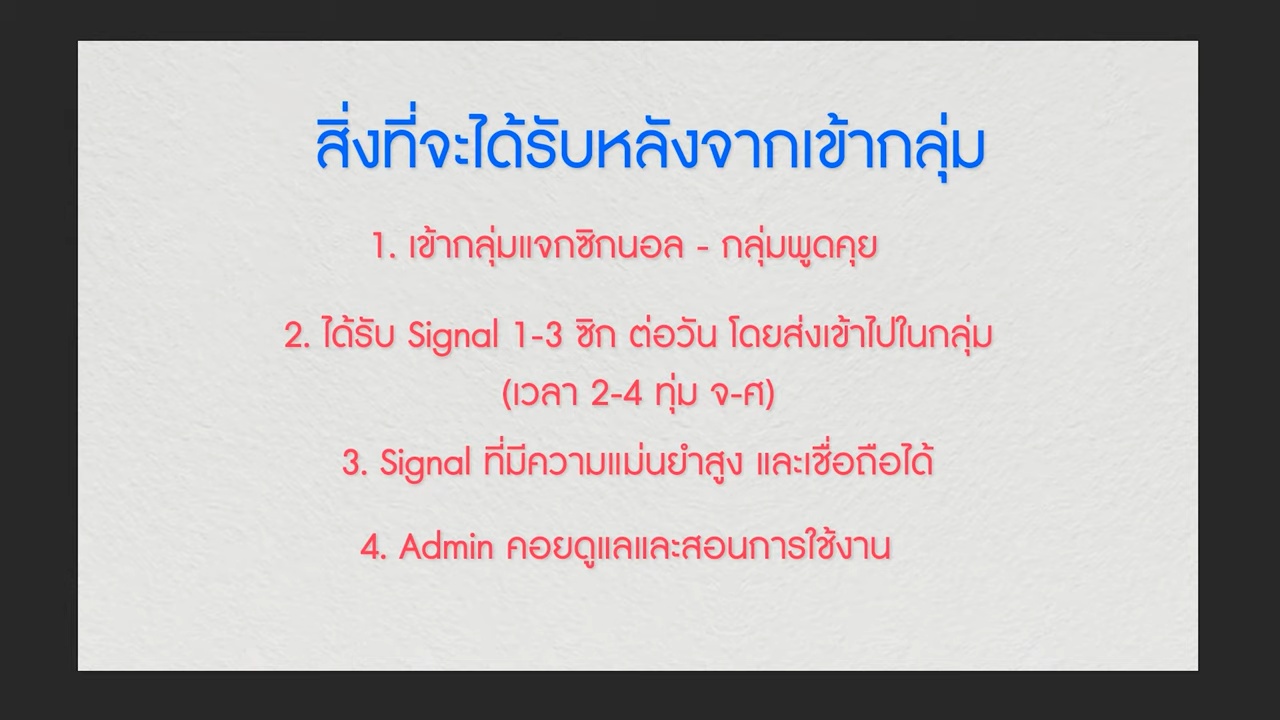 สิ่งที่จะได้รับหลังจากเข้ากลุ่ม
1. เข้ากลุ่มแจกซิกนอล - กลุ่มพูดคุย
2. ได้รับ Signal 1-3 ซิก ต่อวัน โดยส่งเข้าไปในกลุ่ม
(เวลา 2-4 ทุ่ม จ-ศ)
3. Signal ที่มีความแม่นยำสูง และเชื่อถือได้
4. Admin คอยดูแลและสอนการใช้งาน